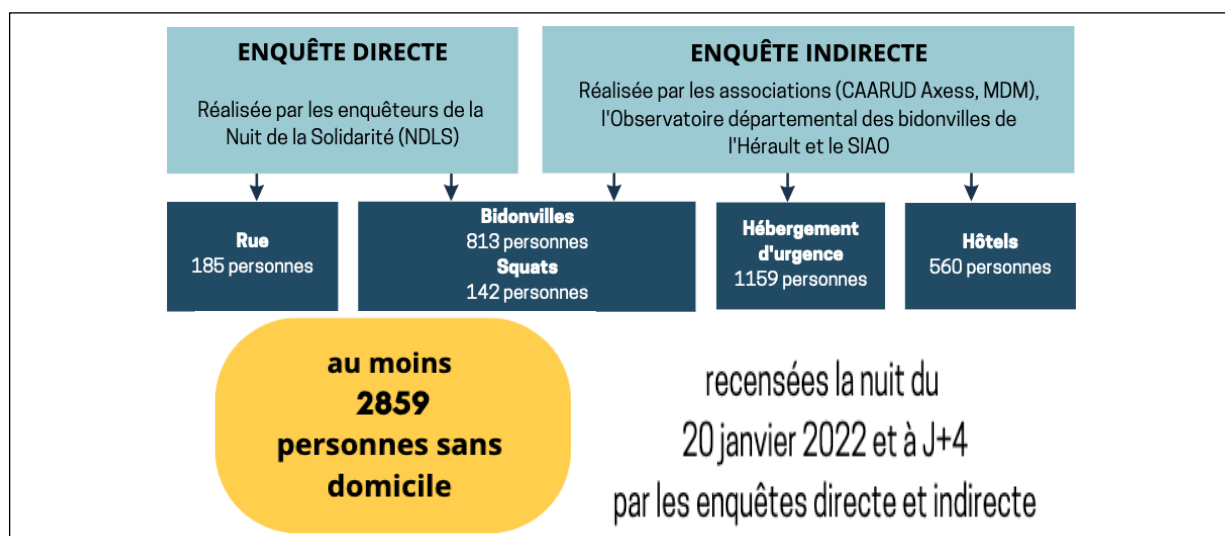 ENQUÊTE DIRECTE
Réalisée par les enquêteurs de la
Nuit de la Solidarité (NDLS)
ENQUÊTE INDIRECTE
Réalisée par les associations (CAARUD Axess, MDM),
l'Observatoire départemental des bidonvilles de
l'Hérault et le SIAO
Rue
185 personnes
Bidonvilles
813 personnes
Squats
142 personnes
Hébergement
d'urgence
1159 personnes
Hôtels
560 personnes
au moins
2859
personnes sans
domicile
recensées la nuit du
20 janvier 2022 et à J+4
par les enquêtes directe et indirecte